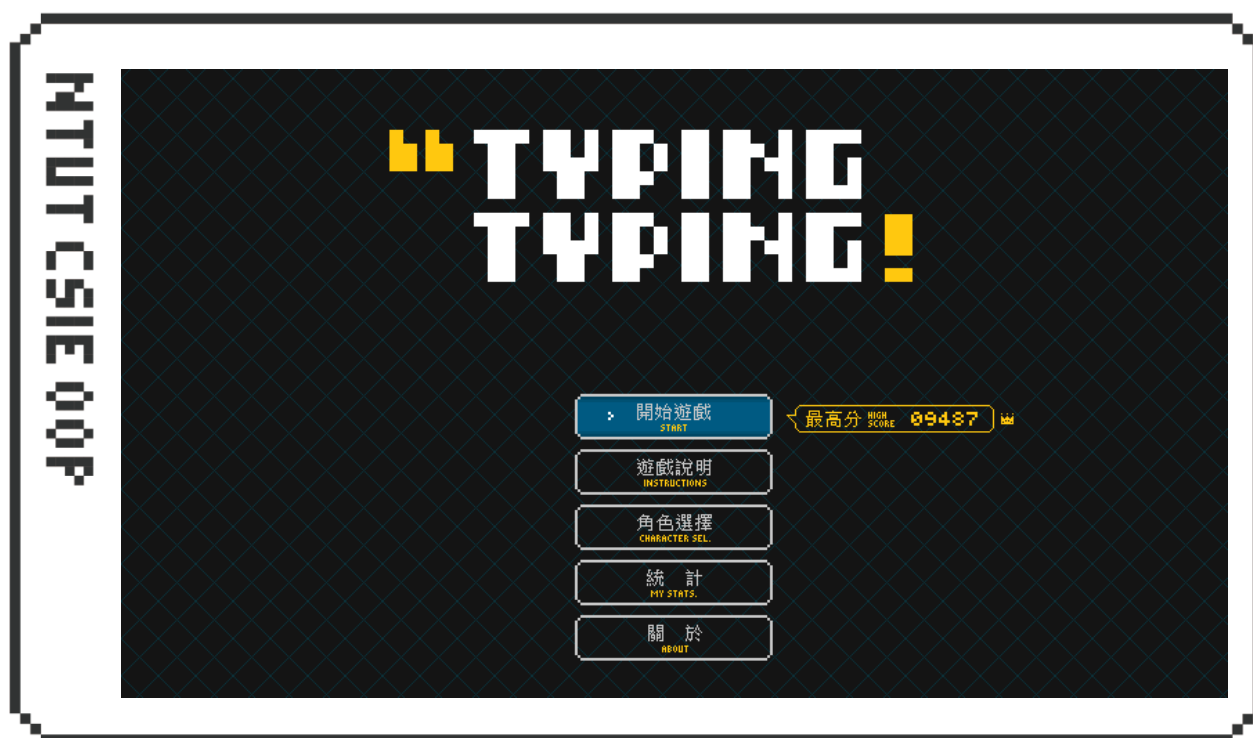 NTUT CSIE OOP
“TYPING
TYPING!
› 開始遊戲
START
最高分 HIGH SCORE 09487
遊戲說明
INSTRUCTIONS
角色選擇
CHARACTER SEL.
統 計
MY STATS.
關 於
ABOUT